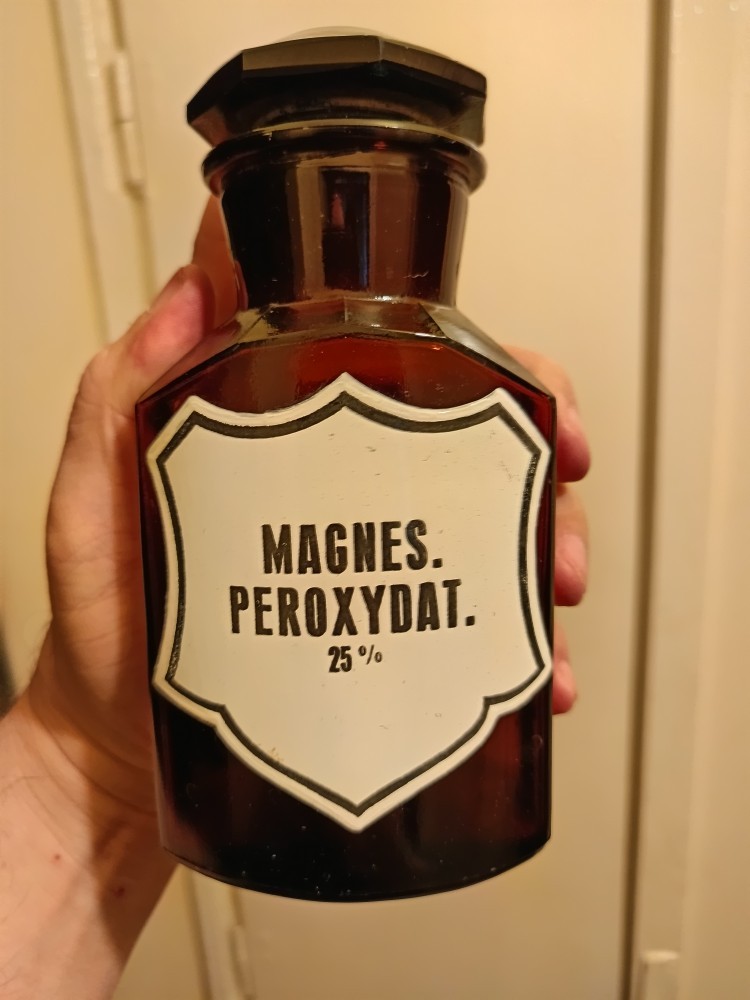 MAGNES.
PEROXYDAT.
25 %